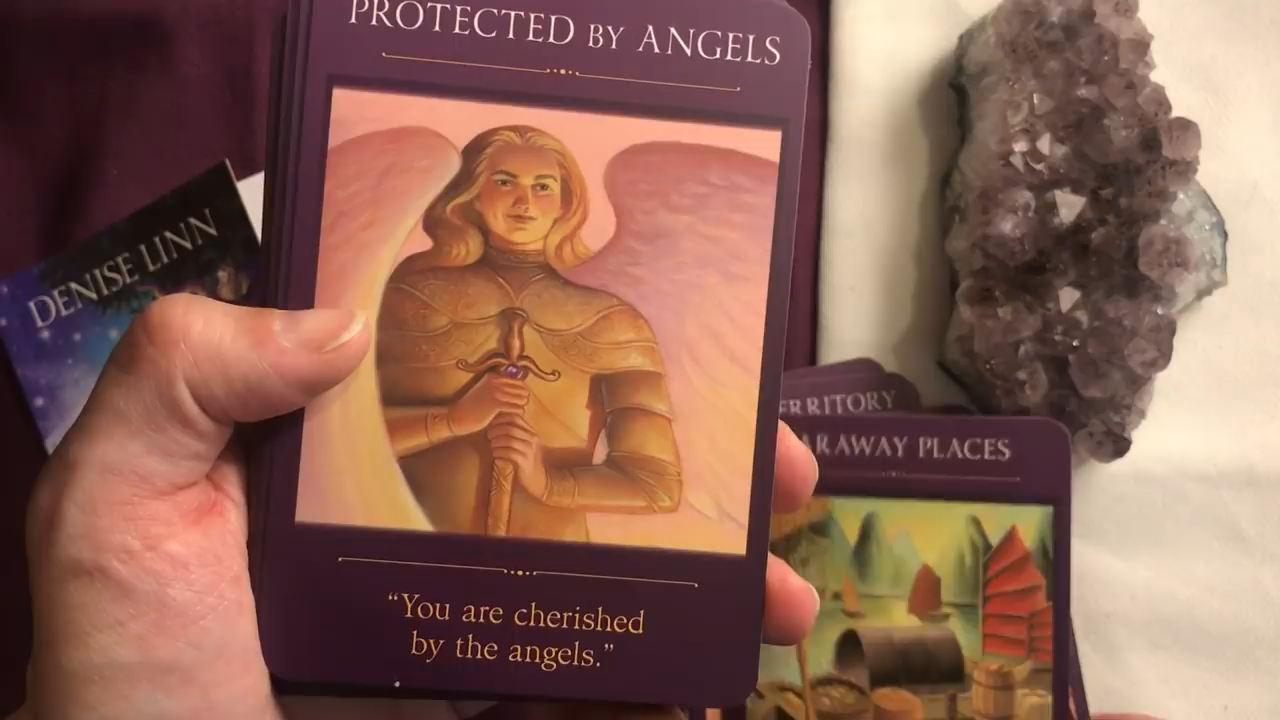 PROTECTED BY ANGELS
DENISE LINN
"You are cherished
by the angels."
ERRITORY
ARAWAY PLACES